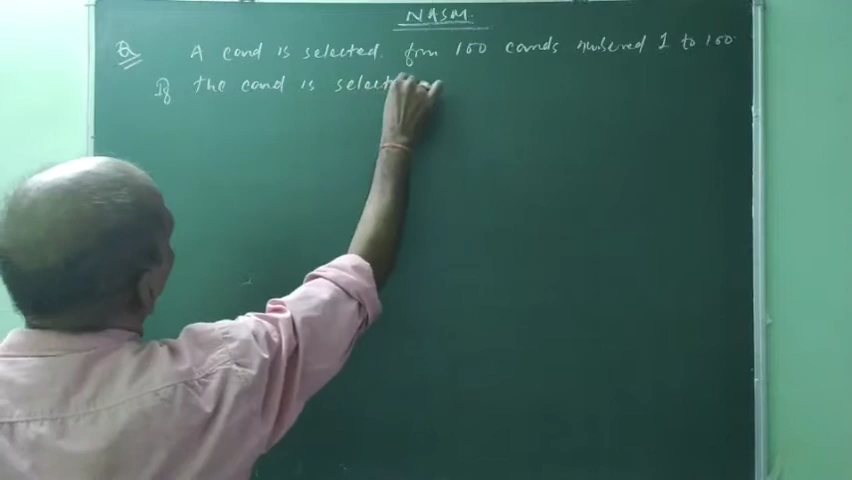 NASM
Q A card is selected from 100 cards numbered 1 to 100.
If the card is select